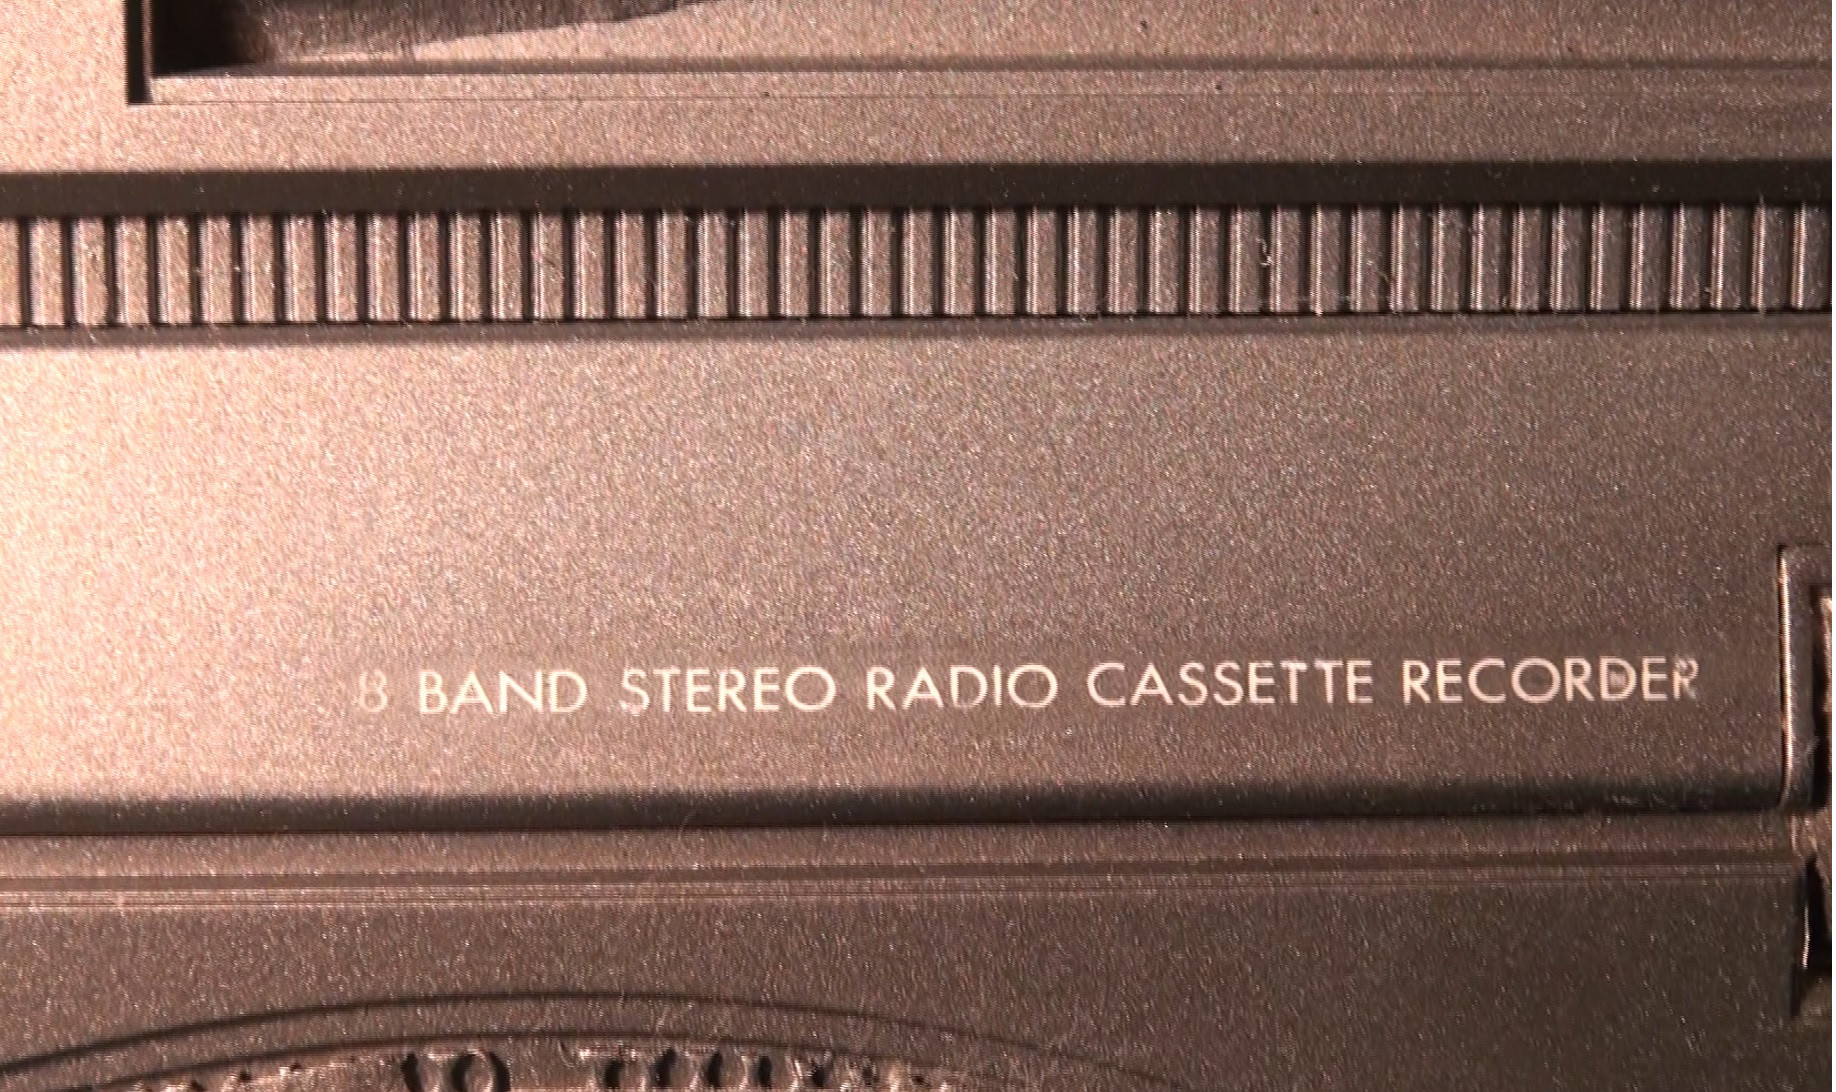 8 BAND STEREO RADIO CASSETTE RECORDER